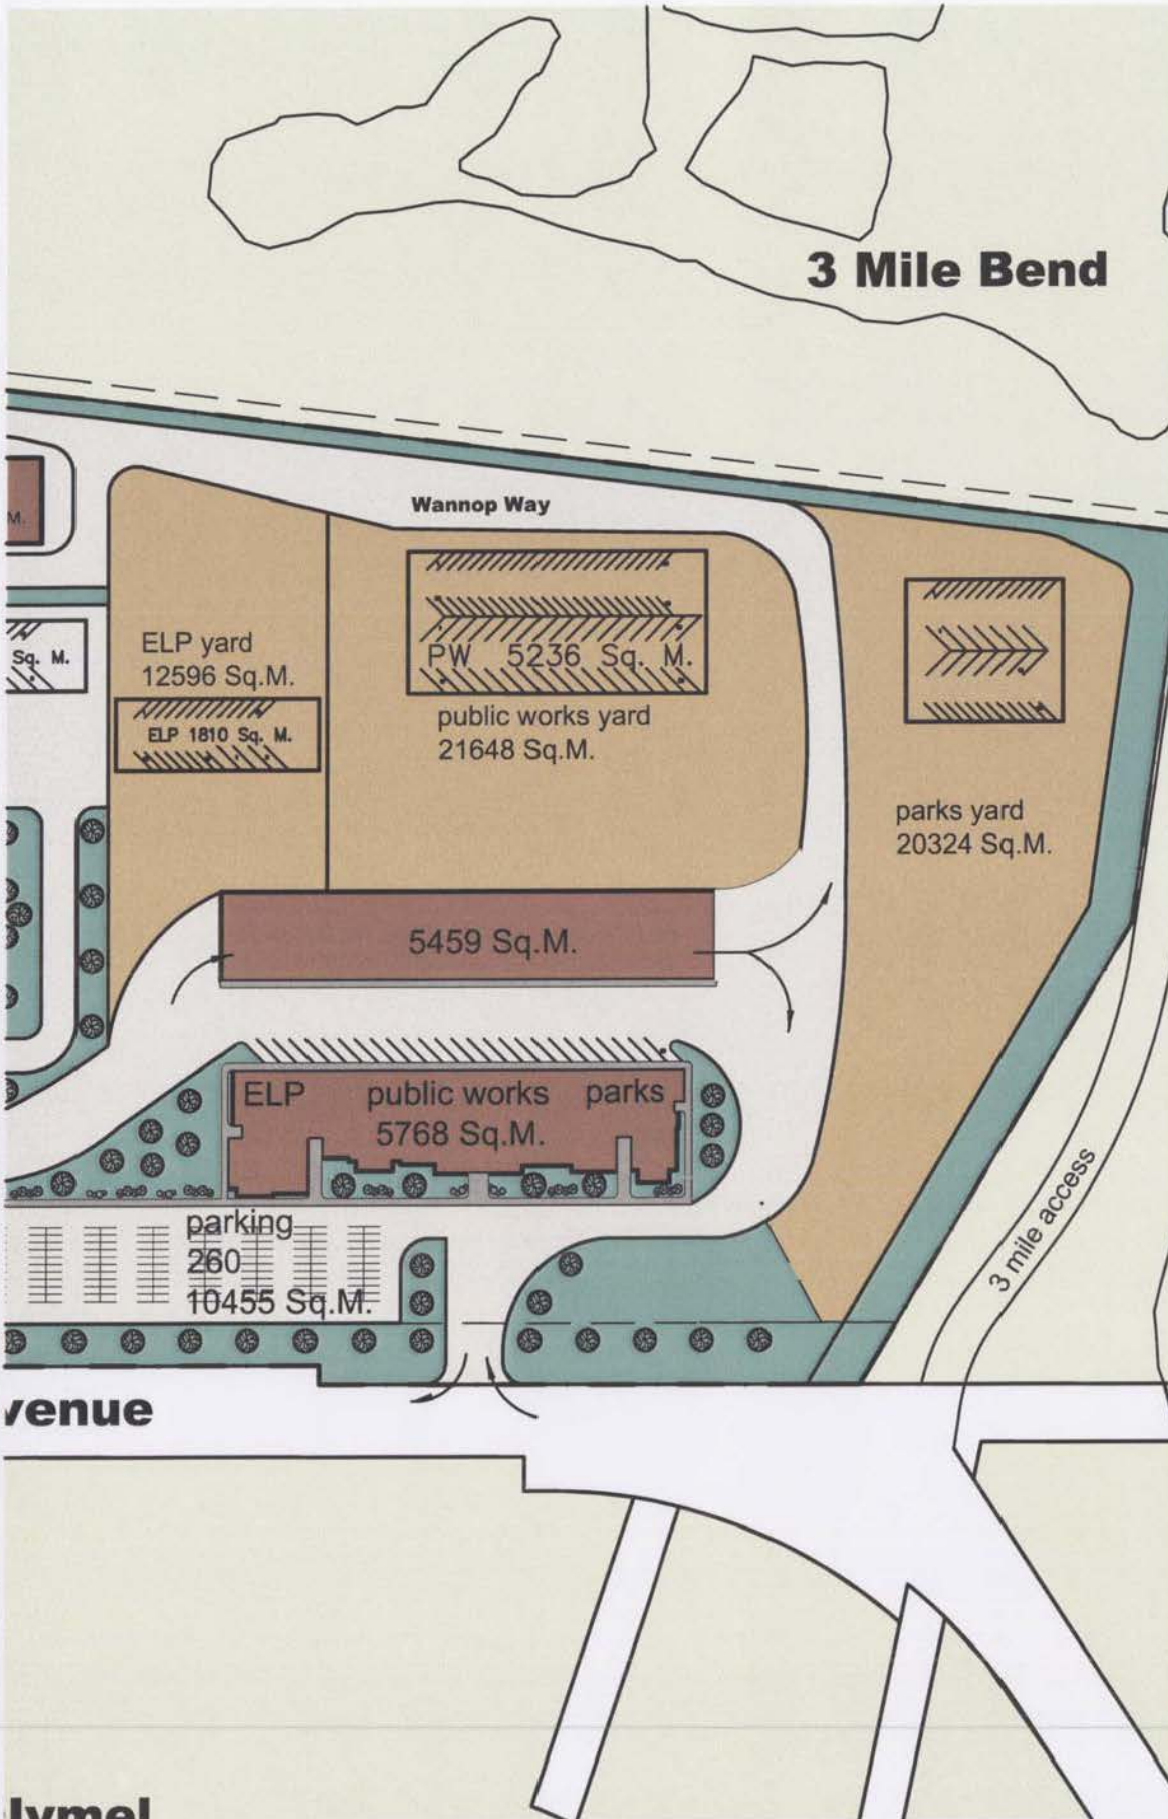 3 Mile Bend
Wannop Way
M.
Sq. M.
ELP yard
12596 Sq.M.
ELP 1810 Sq. M.
PW 5236 Sq. M.
public works yard
21648 Sq.M.
parks yard
20324 Sq.M.
5459 Sq.M.
ELP public works parks
5768 Sq.M.
parking
260
10455 Sq.M.
3 mile access
venue
lymel